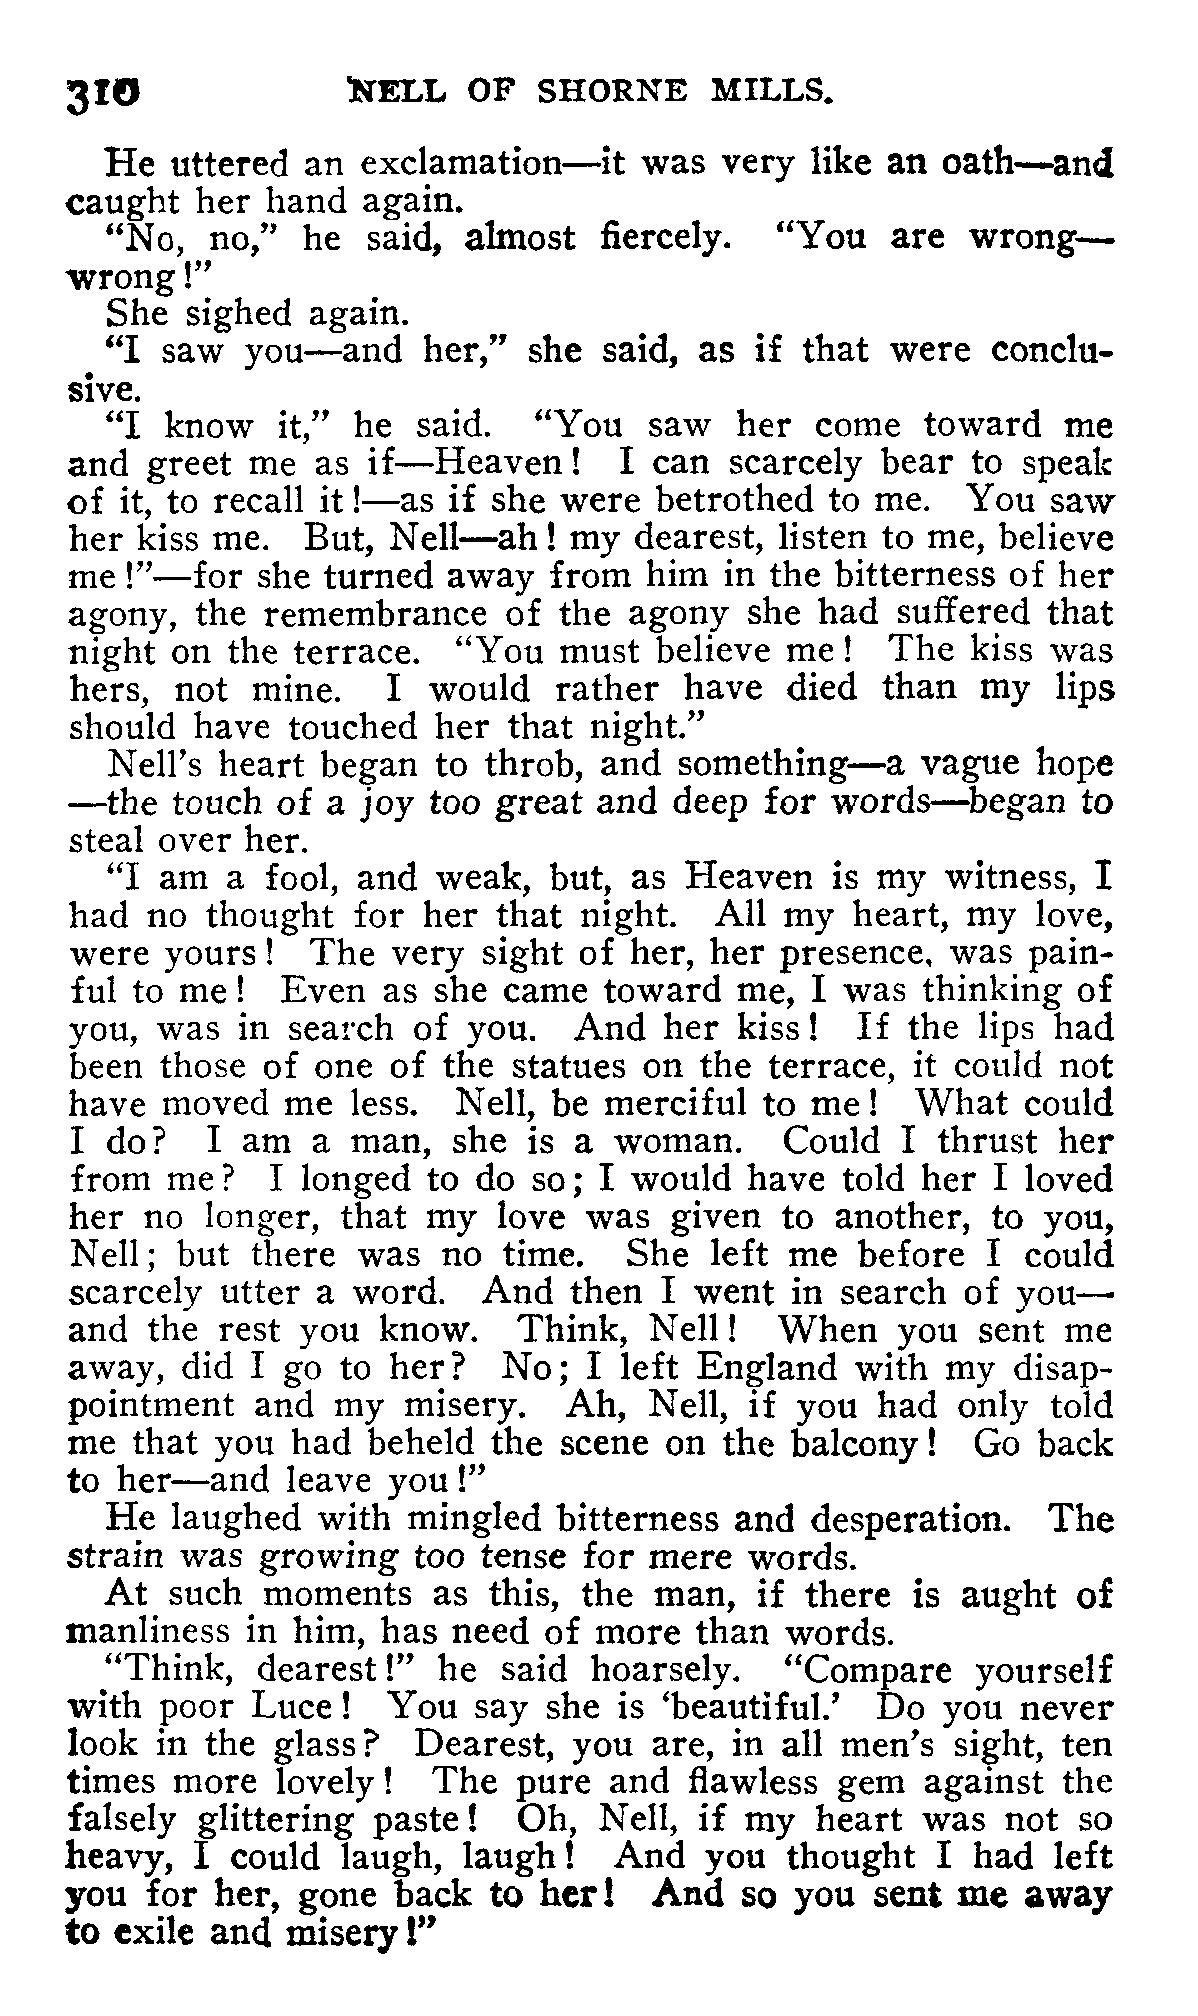 310 NELL OF SHORNE MILLS.
He uttered an exclamation—it was very like an oath—and
caught her hand again.
“No, no,” he said, almost fiercely. “You are wrong—
wrong!”
She sighed again.
“I saw you—and her,” she said, as if that were conclu-
sive.
“I know it,” he said. “You saw her come toward me
and greet me as if—Heaven! I can scarcely bear to speak
of it, to recall it!—as if she were betrothed to me. You saw
her kiss me. But, Nell—ah! my dearest, listen to me, believe
me!”—for she turned away from him in the bitterness of her
agony, the remembrance of the agony she had suffered that
night on the terrace. “You must believe me! The kiss was
hers, not mine. I would rather have died than my lips
should have touched her that night.”
Nell’s heart began to throb, and something—a vague hope
—the touch of a joy too great and deep for words—began to
steal over her.
“I am a fool, and weak, but, as Heaven is my witness, I
had no thought for her that night. All my heart, my love,
were yours! The very sight of her, her presence, was pain-
ful to me! Even as she came toward me, I was thinking of
you, was in search of you. And her kiss! If the lips had
been those of one of the statues on the terrace, it could not
have moved me less. Nell, be merciful to me! What could
I do? I am a man, she is a woman. Could I thrust her
from me? I longed to do so; I would have told her I loved
her no longer, that my love was given to another, to you,
Nell; but there was no time. She left me before I could
scarcely utter a word. And then I went in search of you—
and the rest you know. Think, Nell! When you sent me
away, did I go to her? No; I left England with my disap-
pointment and my misery. Ah, Nell, if you had only told
me that you had beheld the scene on the balcony! Go back
to her—and leave you!”
He laughed with mingled bitterness and desperation. The
strain was growing too tense for mere words.
At such moments as this, the man, if there is aught of
manliness in him, has need of more than words.
“Think, dearest!” he said hoarsely. “Compare yourself
with poor Luce! You say she is ‘beautiful.’ Do you never
look in the glass? Dearest, you are, in all men’s sight, ten
times more lovely! The pure and flawless gem against the
falsely glittering paste! Oh, Nell, if my heart was not so
heavy, I could laugh, laugh! And you thought I had left
you for her, gone back to her! And so you sent me away
to exile and misery!”